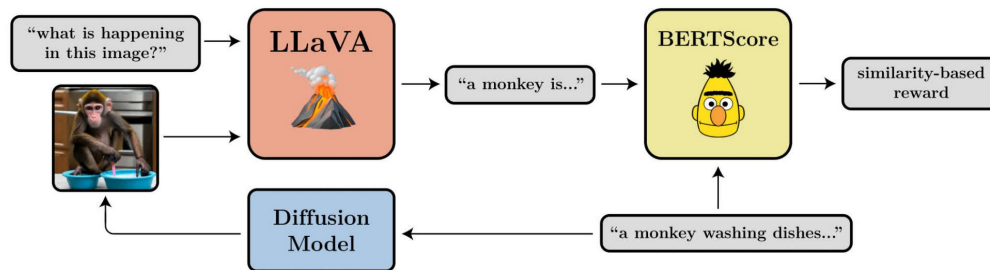 “what is happening
in this image?”
LLaVA
“a monkey is...”
BERTScore
similarity-based
reward
Diffusion
Model
“a monkey washing dishes...”